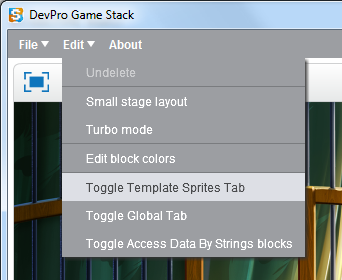 DevPro Game Stack
File Edit About
Undelete
Small stage layout
Turbo mode
Edit block colors
Toggle Template Sprites Tab
Toggle Global Tab
Toggle Access Data By Strings blocks